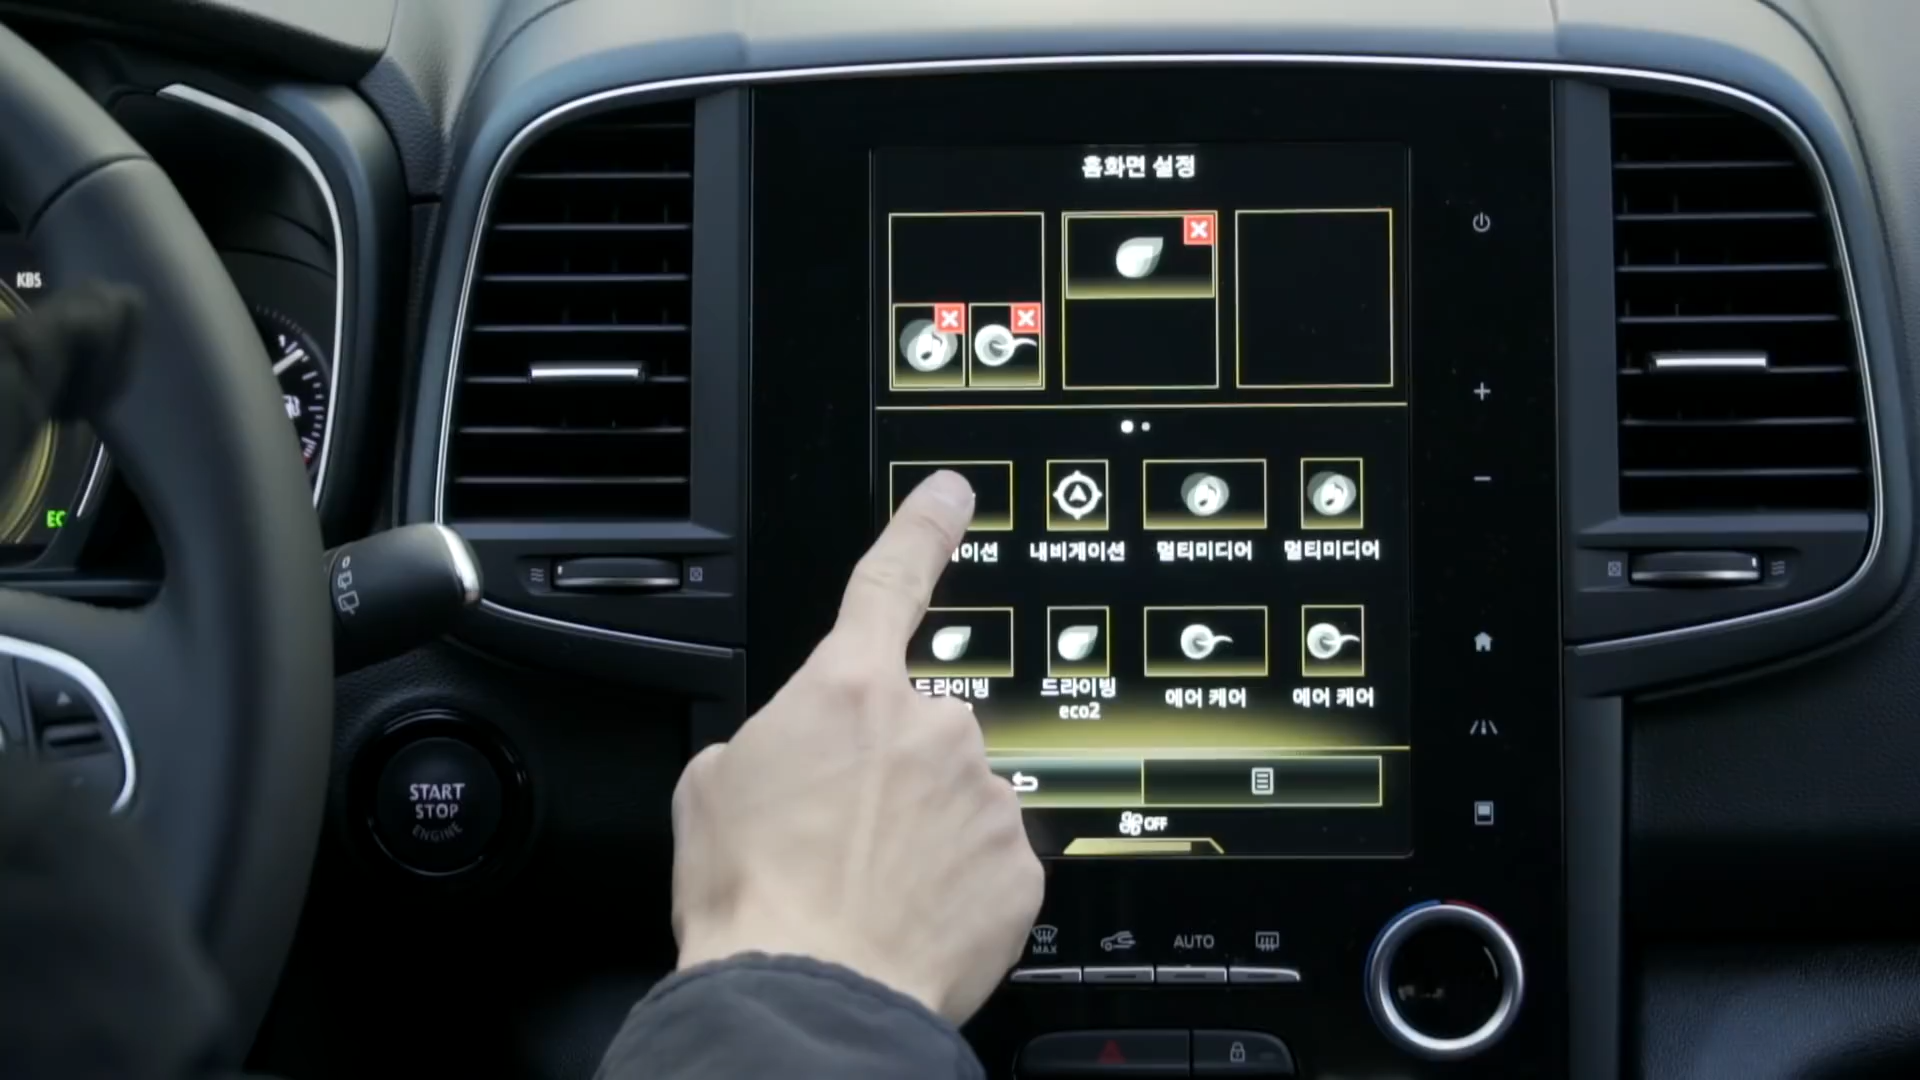 홈화면 설정
KBS
이션 내비게이션 멀티미디어 멀티미디어
드라이빙 드라이빙
eco2 에어 케어 에어 케어
OFF
START
STOP
ENGINE
MAX AUTO